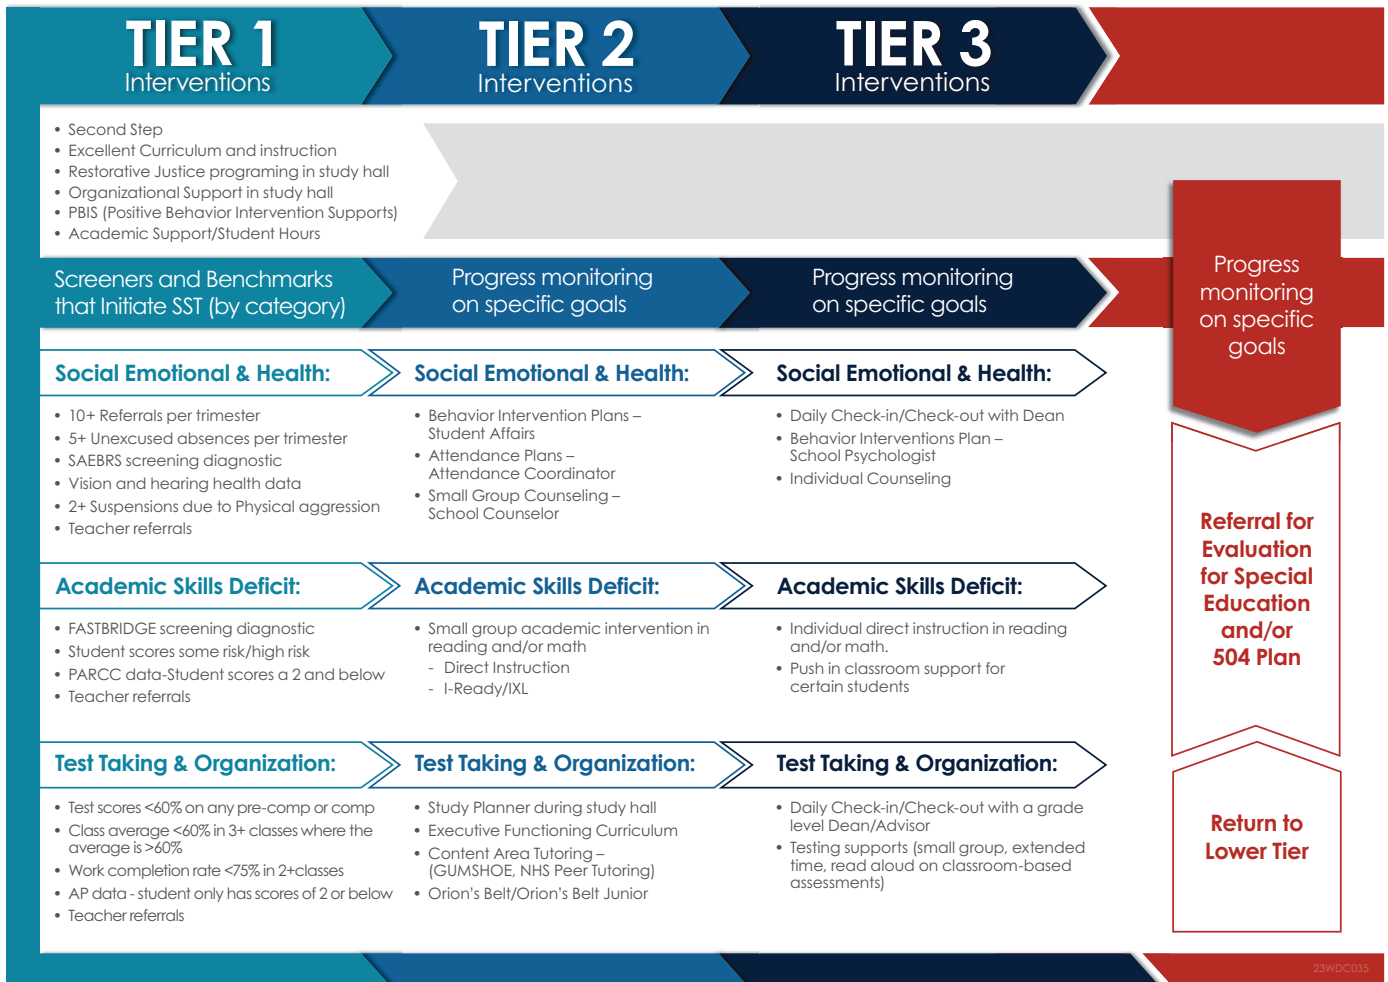 TIER 1
Interventions
TIER 2
Interventions
TIER 3
Interventions
• Second Step
• Excellent Curriculum and instruction
• Restorative Justice programing in study hall
• Organizational Support in study hall
• PBIS (Positive Behavior Intervention Supports)
• Academic Support/Student Hours
Screeners and Benchmarks
that Initiate SST (by category)
Progress monitoring
on specific goals
Progress monitoring
on specific goals
Progress
monitoring
on specific
goals
Social Emotional & Health:
• 10+ Referrals per trimester
• 5+ Unexcused absences per trimester
• SAEBRS screening diagnostic
• Vision and hearing health data
• 2+ Suspensions due to Physical aggression
• Teacher referrals
Social Emotional & Health:
• Behavior Intervention Plans –
Student Affairs
• Attendance Plans –
Attendance Coordinator
• Small Group Counseling –
School Counselor
Social Emotional & Health:
• Daily Check-in/Check-out with Dean
• Behavior Interventions Plan –
School Psychologist
• Individual Counseling
Academic Skills Deficit:
• FASTBRIDGE screening diagnostic
• Student scores some risk/high risk
• PARCC data-Student scores a 2 and below
• Teacher referrals
Academic Skills Deficit:
• Small group academic intervention in
reading and/or math
- Direct Instruction
- I-Ready/IXL
Academic Skills Deficit:
• Individual direct instruction in reading
and/or math.
• Push in classroom support for
certain students
Test Taking & Organization:
• Test scores <60% on any pre-comp or comp
• Class average <60% in 3+ classes where the
average is >60%
• Work completion rate <75% in 2+classes
• AP data - student only has scores of 2 or below
• Teacher referrals
Test Taking & Organization:
• Study Planner during study hall
• Executive Functioning Curriculum
• Content Area Tutoring –
(GUMSHOE, NHS Peer Tutoring)
• Orion's Belt/Orion's Belt Junior
Test Taking & Organization:
• Daily Check-in/Check-out with a grade
level Dean/Advisor
• Testing supports (small group, extended
time, read aloud on classroom-based
assessments)
Referral for
Evaluation
for Special
Education
and/or
504 Plan
Return to
Lower Tier
23WDC035